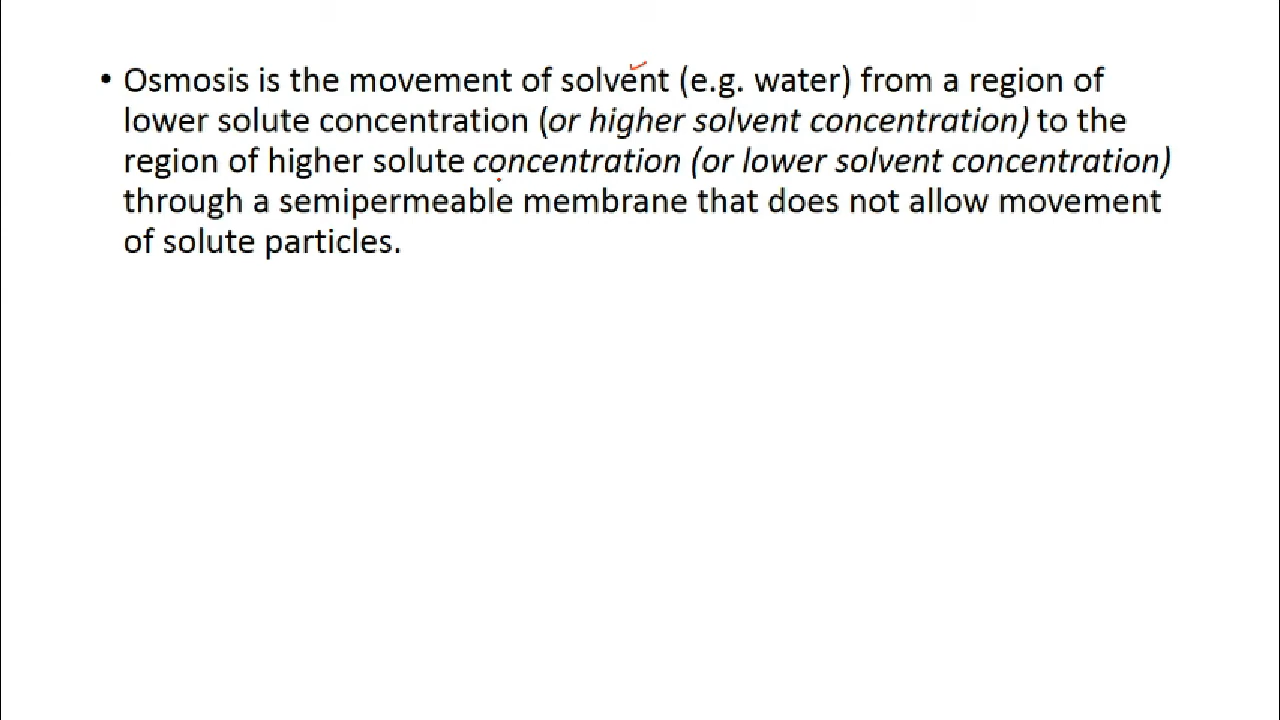 • Osmosis is the movement of solvent (e.g. water) from a region of
lower solute concentration (or higher solvent concentration) to the
region of higher solute concentration (or lower solvent concentration)
through a semipermeable membrane that does not allow movement
of solute particles.